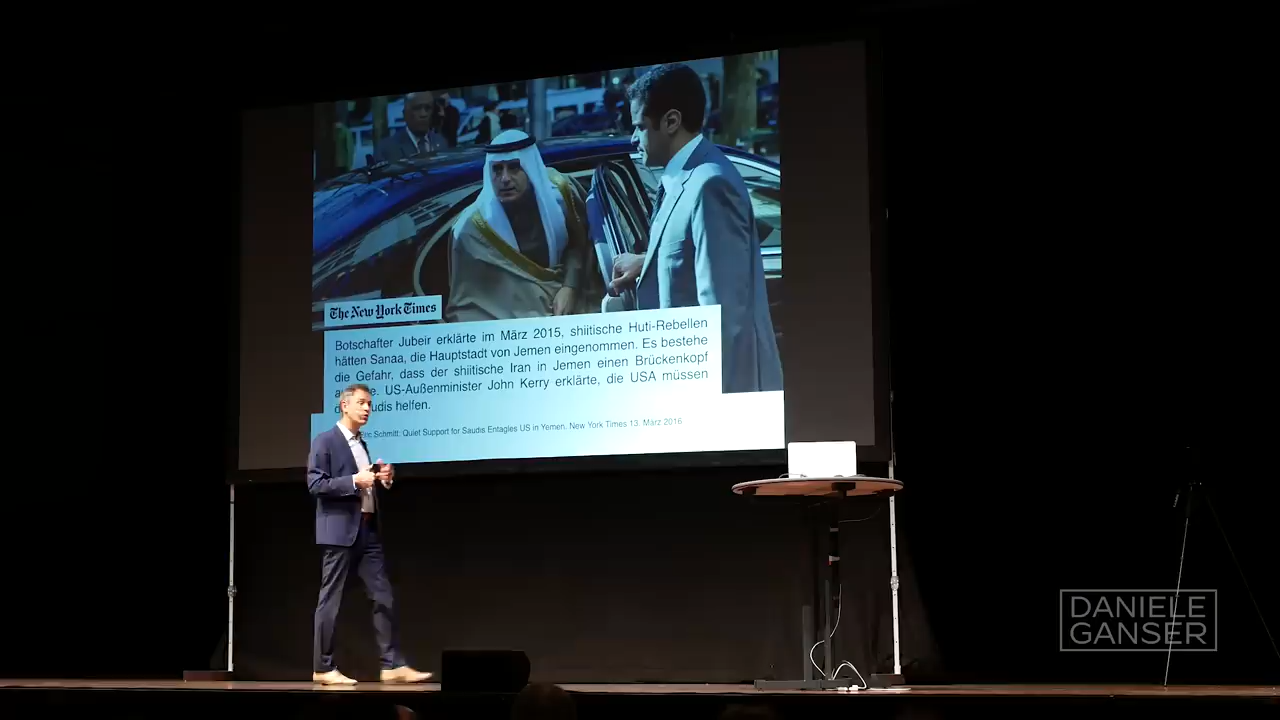 The New York Times
Botschafter Jubeir erklärte im März 2015, shiitische Huti-Rebellen
hätten Sanaa, die Hauptstadt von Jemen eingenommen. Es bestehe
die Gefahr, dass der shiitische Iran in Jemen einen Brückenkopf
US-Außenminister John Kerry erklärte, die USA müssen
helfen.
Schmitt: Quiet Support for Saudis Entagles US in Yemen. New York Times 13. März 2016
DANIELE
GANSER